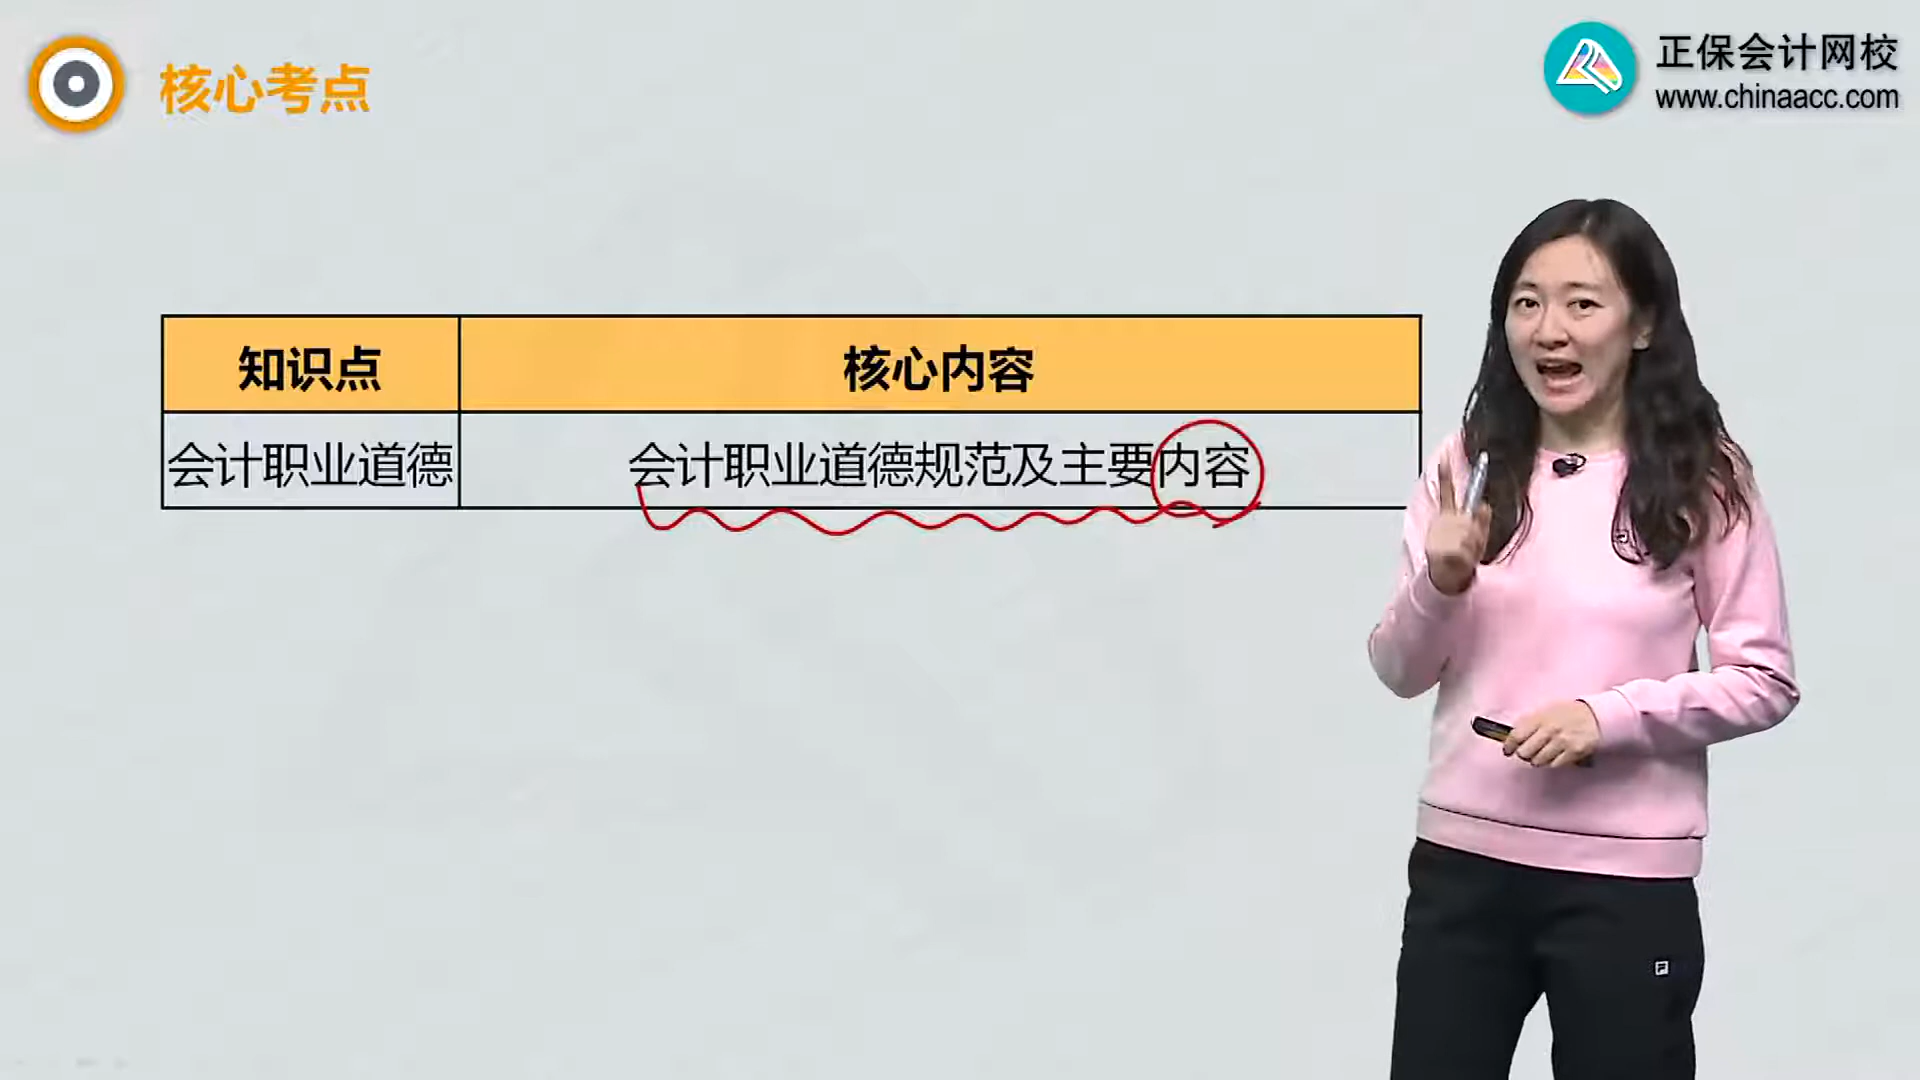 核心考点
正保会计网校
www.chinaacc.com
知识点
核心内容
会计职业道德
会计职业道德规范及主要内容